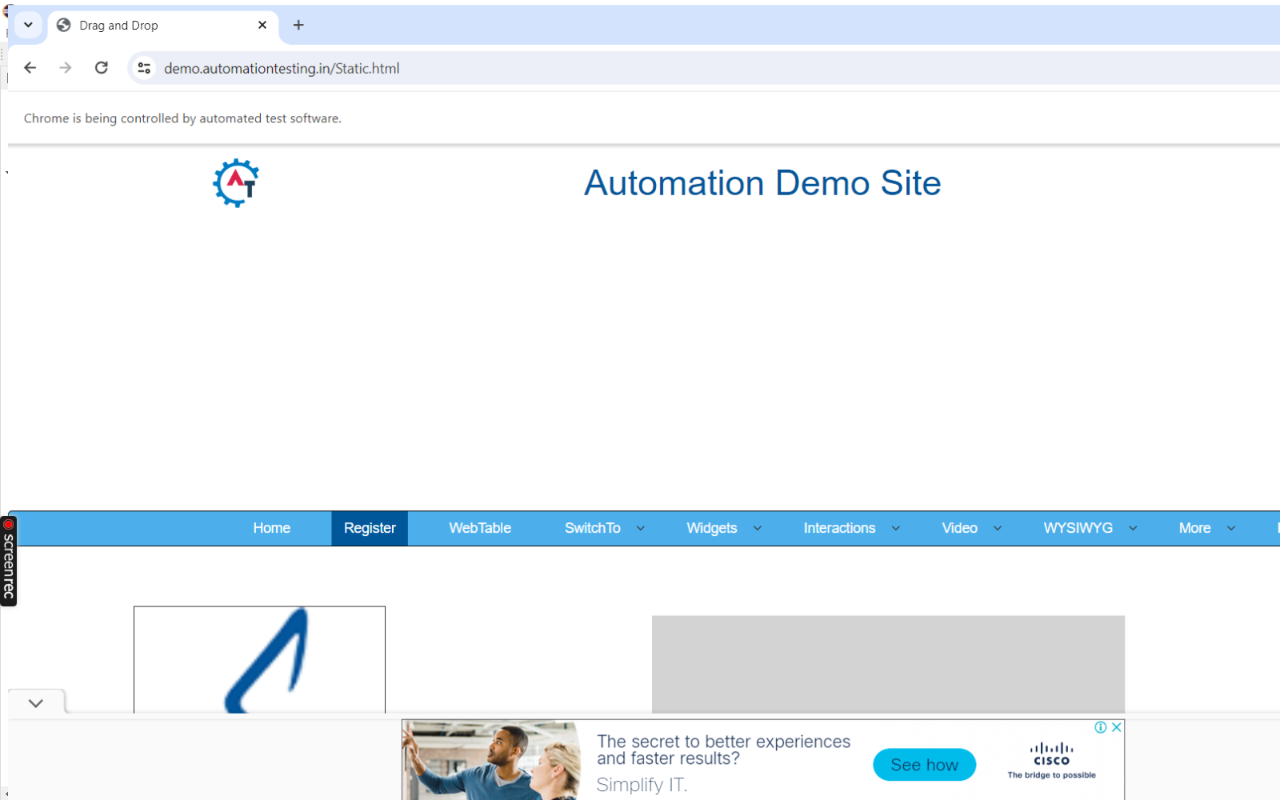 Drag and Drop
demo.automationtesting.in/Static.html
Chrome is being controlled by automated test software.
AT
Automation Demo Site
Home Register WebTable SwitchTo Widgets Interactions Video WYSIWYG More
screenrec
The secret to better experiences
and faster results?
Simplify IT.
See how
CISCO
The bridge to possible